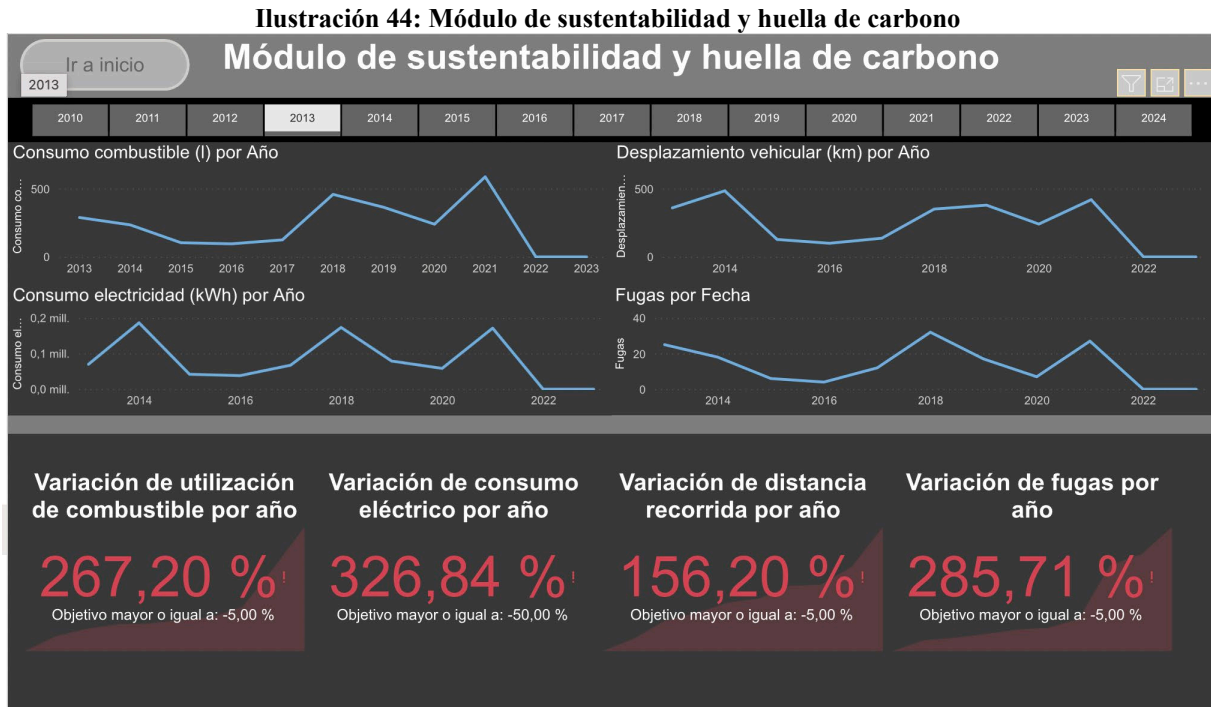 Ilustración 44: Módulo de sustentabilidad y huella de carbono
Ir a inicio
Módulo de sustentabilidad y huella de carbono
2013
2010 2011 2012 2013 2014 2015 2016 2017 2018 2019 2020 2021 2022 2023 2024
Consumo combustible (l) por Año
Consumo co...
500
0
2013 2014 2015 2016 2017 2018 2019 2020 2021 2022 2023
Desplazamiento vehicular (km) por Año
Desplazamien...
500
0
2014 2016 2018 2020 2022
Consumo electricidad (kWh) por Año
Consumo el...
0,2 mill.
0,1 mill.
0,0 mill.
2014 2016 2018 2020 2022
Fugas por Fecha
Fugas
40
20
0
2014 2016 2018 2020 2022
Variación de utilización
de combustible por año
267,20 % !
Objetivo mayor o igual a: -5,00 %
Variación de consumo
eléctrico por año
326,84 % !
Objetivo mayor o igual a: -50,00 %
Variación de distancia
recorrida por año
156,20 % !
Objetivo mayor o igual a: -5,00 %
Variación de fugas por
año
285,71 % !
Objetivo mayor o igual a: -5,00 %